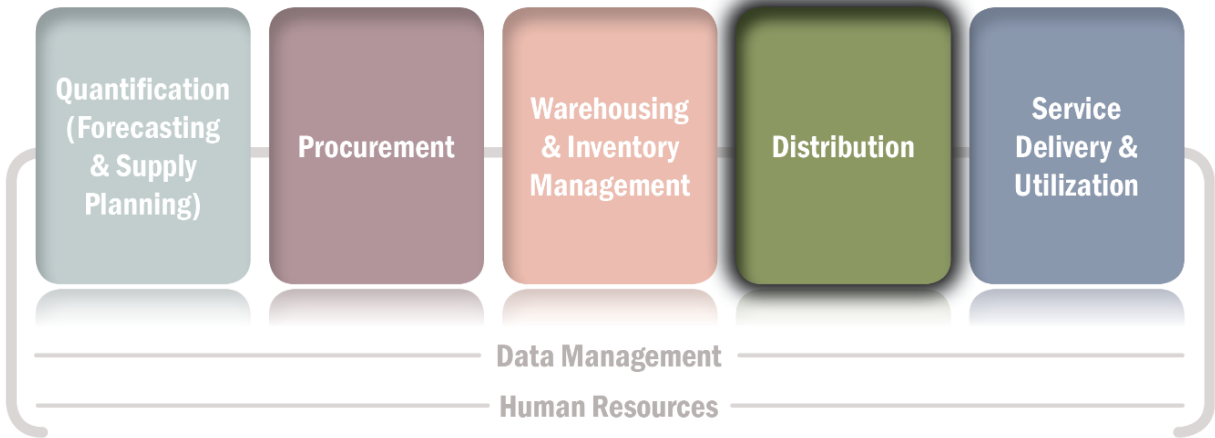 Quantification
(Forecasting
& Supply
Planning)
Procurement
Warehousing
& Inventory
Management
Distribution
Service
Delivery &
Utilization
Data Management
Human Resources